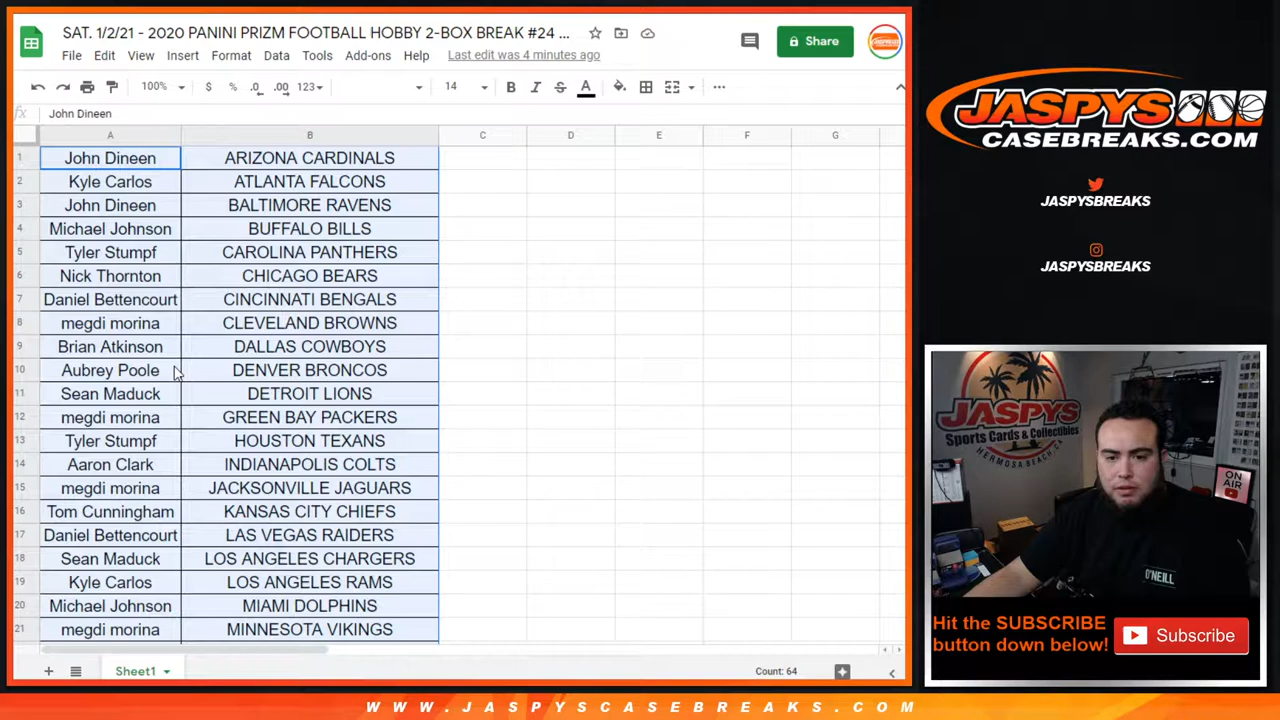 SAT. 1/2/21 - 2020 PANINI PRIZM FOOTBALL HOBBY 2-BOX BREAK #24 ...
File Edit View Insert Format Data Tools Add-ons Help Last edit was 4 minutes ago
Share
100% $ % .0 .00 123 14 B I S A ...
fx John Dineen
A B C D E F G
1 John Dineen ARIZONA CARDINALS
2 Kyle Carlos ATLANTA FALCONS
3 John Dineen BALTIMORE RAVENS
4 Michael Johnson BUFFALO BILLS
5 Tyler Stumpf CAROLINA PANTHERS
6 Nick Thornton CHICAGO BEARS
7 Daniel Bettencourt CINCINNATI BENGALS
8 megdi morina CLEVELAND BROWNS
9 Brian Atkinson DALLAS COWBOYS
10 Aubrey Poole DENVER BRONCOS
11 Sean Maduck DETROIT LIONS
12 megdi morina GREEN BAY PACKERS
13 Tyler Stumpf HOUSTON TEXANS
14 Aaron Clark INDIANAPOLIS COLTS
15 megdi morina JACKSONVILLE JAGUARS
16 Tom Cunningham KANSAS CITY CHIEFS
17 Daniel Bettencourt LAS VEGAS RAIDERS
18 Sean Maduck LOS ANGELES CHARGERS
19 Kyle Carlos LOS ANGELES RAMS
20 Michael Johnson MIAMI DOLPHINS
21 megdi morina MINNESOTA VIKINGS
Sheet1
Count: 64
JASPYS
CASEBREAKS.COM
JASPYSBREAKS
JASPYSBREAKS
JASPYS
Sports Cards & Collectibles
HERMOSA BEACH, CA
ON AIR
O'NEILL
Hit the SUBSCRIBE
button down below!
Subscribe
WWW.JASPYSCASEBREAKS.COM